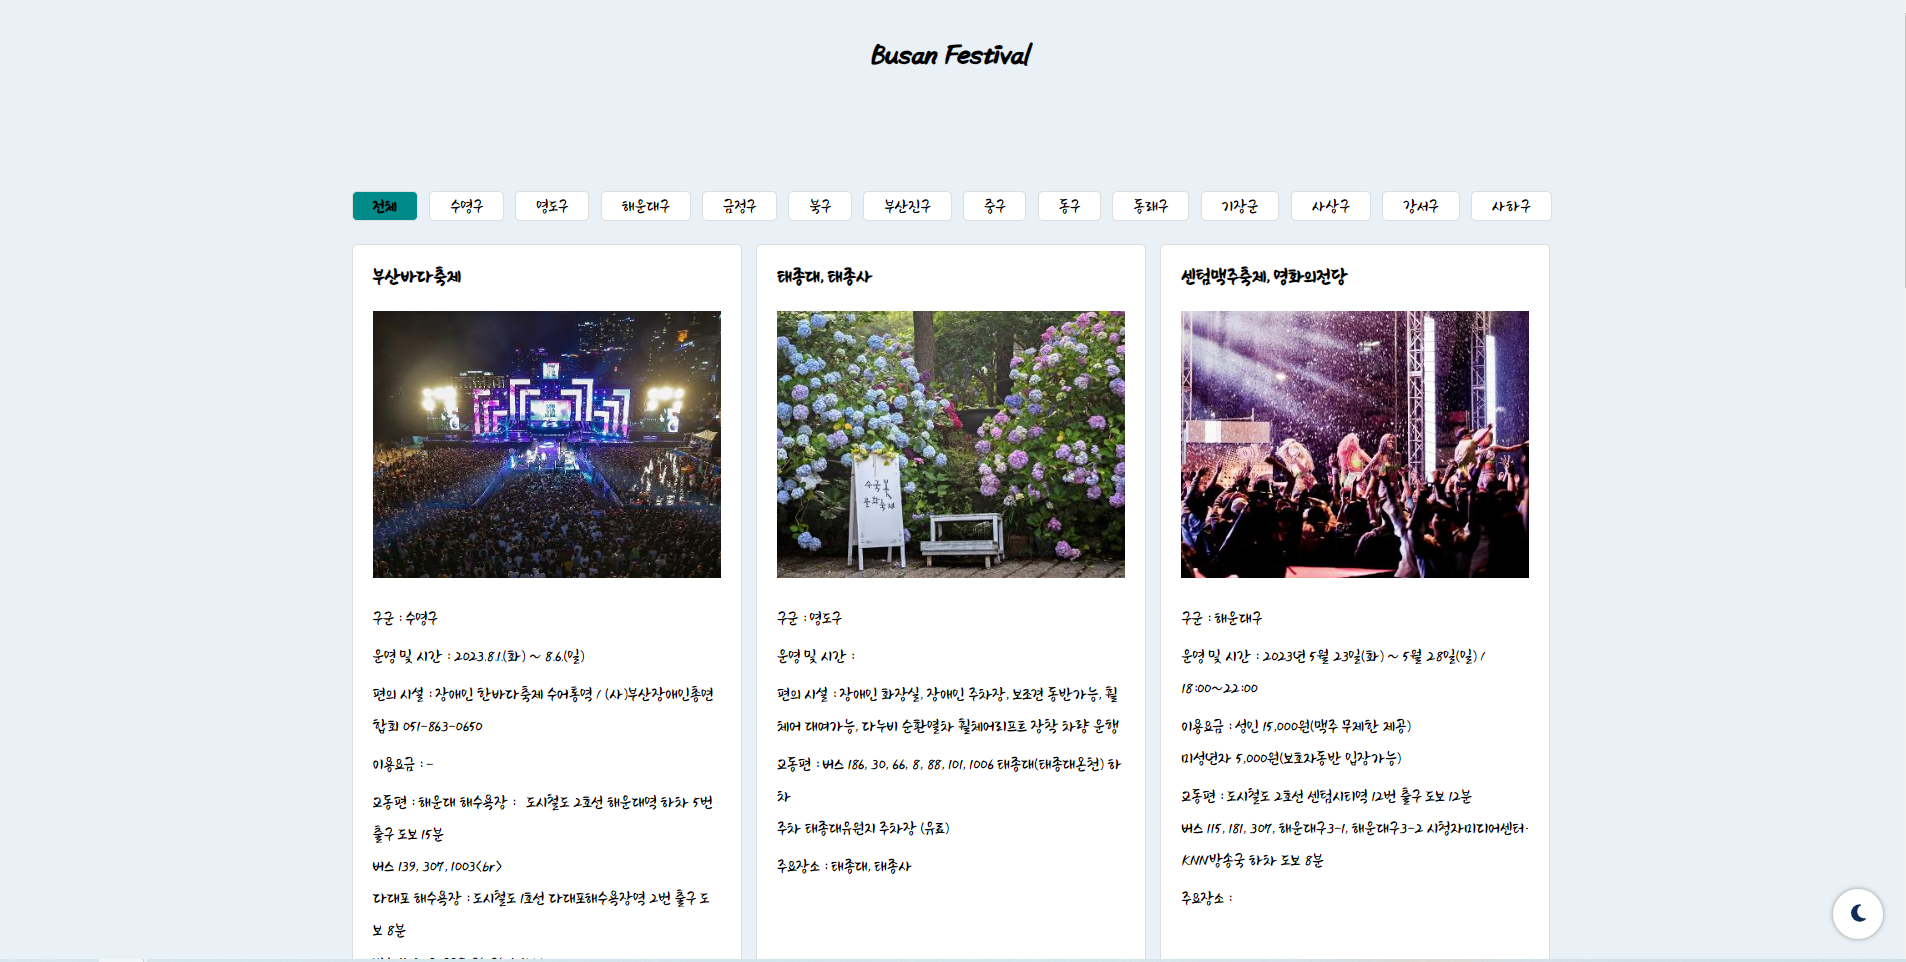 Busan Festival
전체 수영구 영도구 해운대구 금정구 북구 부산진구 중구 동구 동래구 기장군 사상구 강서구 사하구
부산바다축제
구군 : 수영구
운영 및 시간 : 2023.8.1.(화) ~ 8.6.(일)
편의 시설 : 장애인 한바다축제 수어통역 / (사)부산장애인총연
합회 051-863-0650
이용요금 : -
교통편 : 해운대 해수욕장 : 도시철도 2호선 해운대역 하차 5번
출구 도보 15분
버스 139, 307, 1003<br>
다대포 해수욕장 : 도시철도 1호선 다대포해수욕장역 2번 출구 도
보 8분
태종대, 태종사
수국꽃
문화축제
구군 : 영도구
운영 및 시간 :
편의 시설 : 장애인 화장실, 장애인 주차장, 보조견 동반가능, 휠
체어 대여가능, 다누비 순환열차 휠체어리프트 장착 차량 운행
교통편 : 버스 186, 30, 66, 8, 88, 101, 1006 태종대(태종대온천) 하
차
주차 태종대유원지 주차장 (유료)
주요장소 : 태종대, 태종사
센텀맥주축제, 영화의전당
구군 : 해운대구
운영 및 시간 : 2023년 5월 23일(화) ~ 5월 28일(일) /
18:00~22:00
이용요금 : 성인 15,000원(맥주 무제한 제공)
미성년자 5,000원(보호자동반 입장가능)
교통편 : 도시철도 2호선 센텀시티역 12번 출구 도보 12분
버스 115, 181, 307, 해운대구3-1, 해운대구3-2 시청자미디어센터·
KNN방송국 하차 도보 8분
주요장소 :